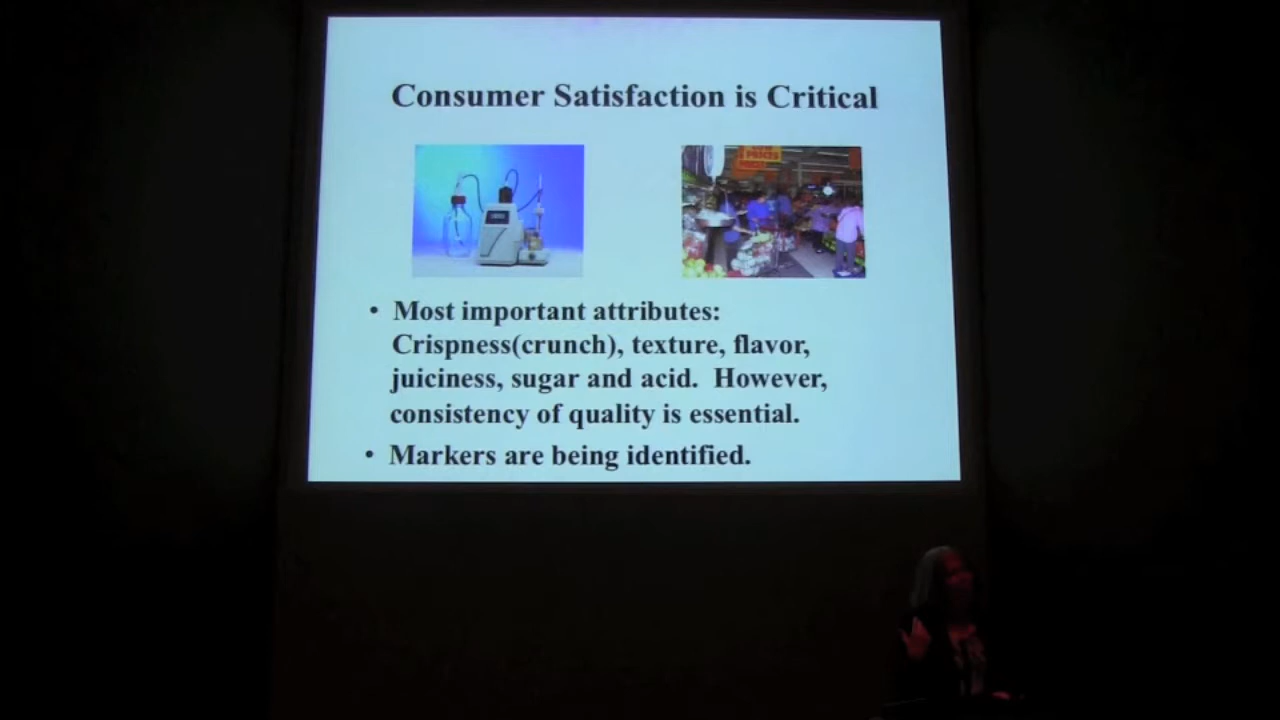 Consumer Satisfaction is Critical
PRICES
• Most important attributes:
Crispness(crunch), texture, flavor,
juiciness, sugar and acid. However,
consistency of quality is essential.
• Markers are being identified.